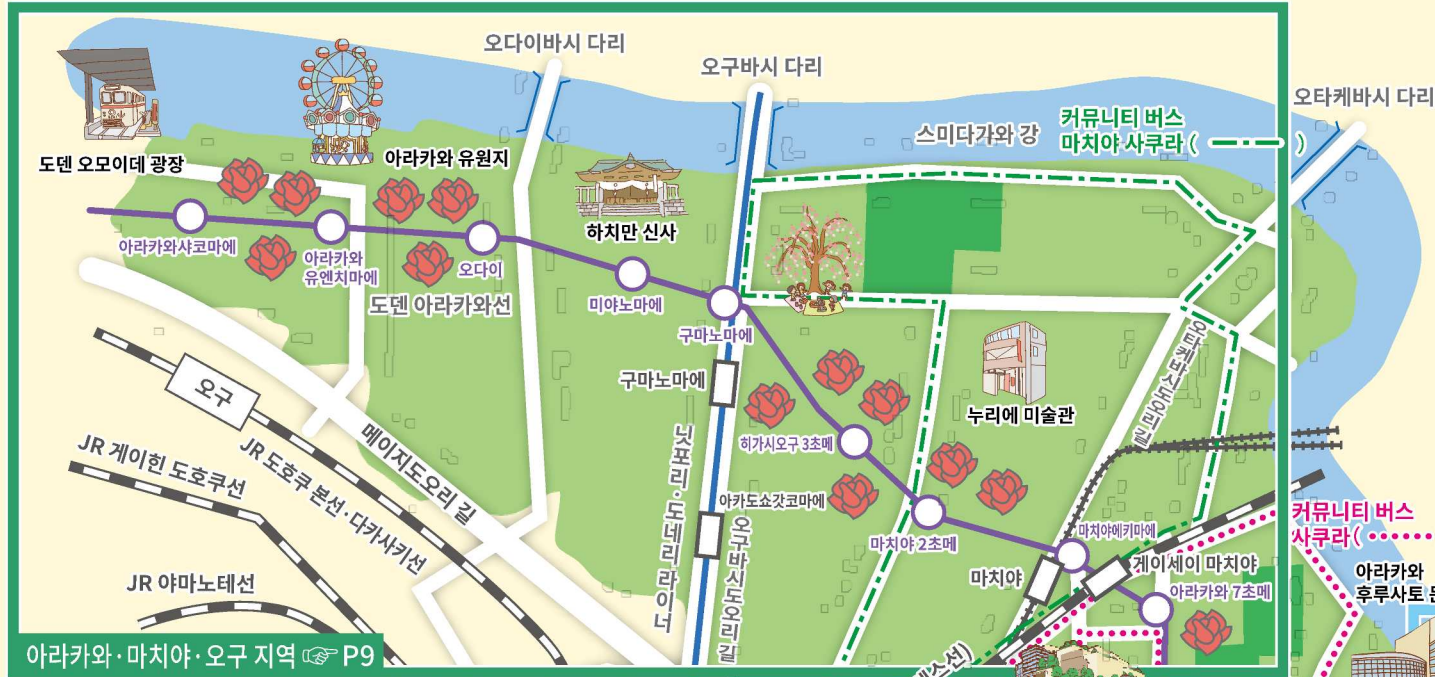 오다이바시 다리
오구바시 다리
오타케바시 다리
스미다가와 강
커뮤니티 버스
마치야 사쿠라 ( )
도덴 오모이데 광장
아라카와 유원지
하치만 신사
아라카와샤코마에
아라카와
유엔치마에
오다이
도덴 아라카와선
미야노마에
구마노마에
구마노마에
오구
메이지도오리 길
JR 게이힌 도호쿠선
JR 도호쿠 본선·다카사키선
JR 야마노테선
닛포리·도네리 라이너
오구바시도오리 길
히가시오구 3초메
아카도쇼갓코마에
누리에 미술관
오타케바시도오리 길
마치야 2초메
마치야에키마에
마치야
게이세이 마치야
아라카와 7초메
커뮤니티 버스
사쿠라 (
아라카와
후루사토
아라카와·마치야·오구 지역 ☞ P9